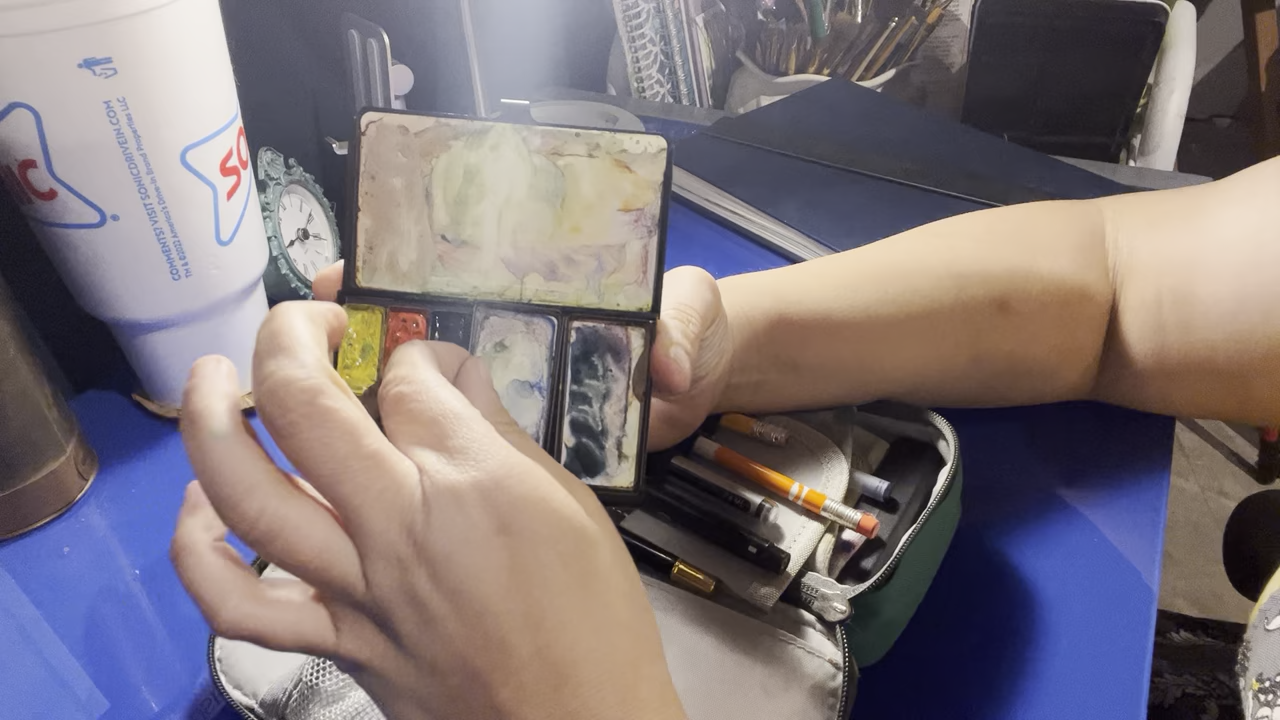 IC
COMMENTS? VISIT SONICDRIVEIN.COM
TM & ©2022 America's Drive-In Brand Properties LLC
SO